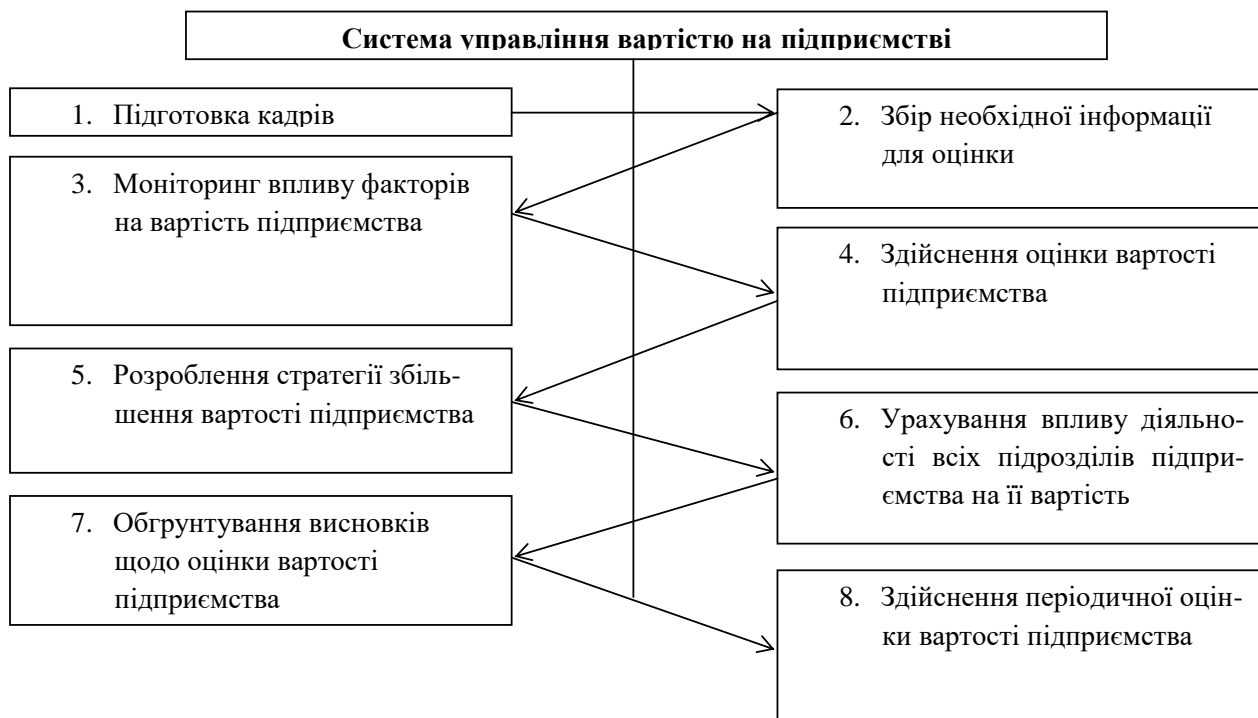 Система управління вартістю на підприємстві
1. Підготовка кадрів
2. Збір необхідної інформації
для оцінки
3. Моніторинг впливу факторів
на вартість підприємства
4. Здійснення оцінки вартості
підприємства
5. Розроблення стратегії збіль-
шення вартості підприємства
6. Урахування впливу діяльно-
сті всіх підрозділів підпри-
ємства на її вартість
7. Обгрунтування висновків
щодо оцінки вартості
підприємства
8. Здійснення періодичної оцін-
ки вартості підприємства